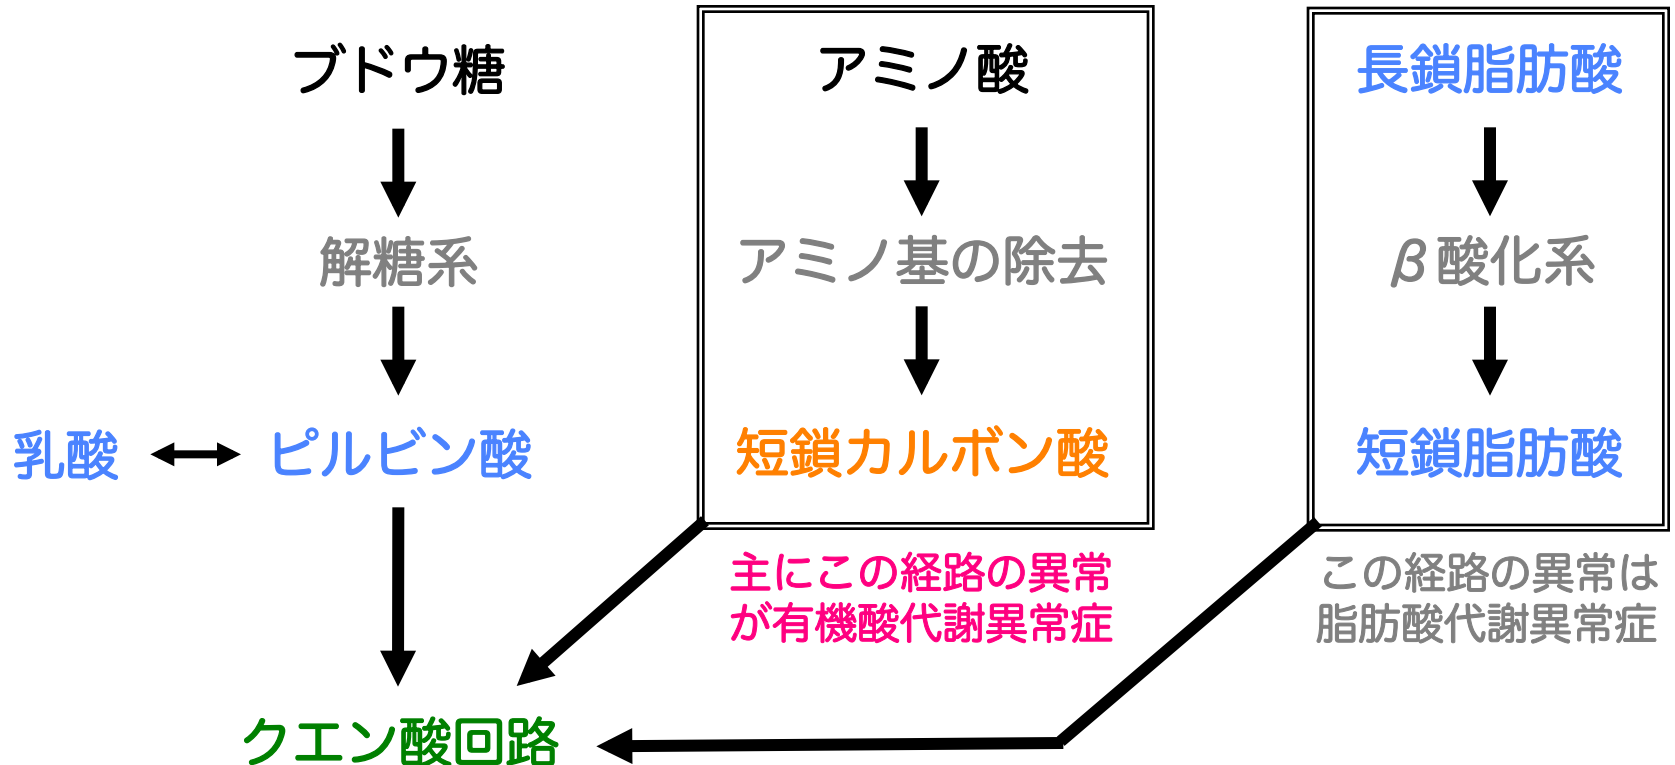 ブドウ糖
解糖系
乳酸
ピルビン酸
クエン酸回路
アミノ酸
アミノ基の除去
短鎖カルボン酸
主にこの経路の異常
が有機酸代謝異常症
長鎖脂肪酸
β酸化系
短鎖脂肪酸
この経路の異常は
脂肪酸代謝異常症